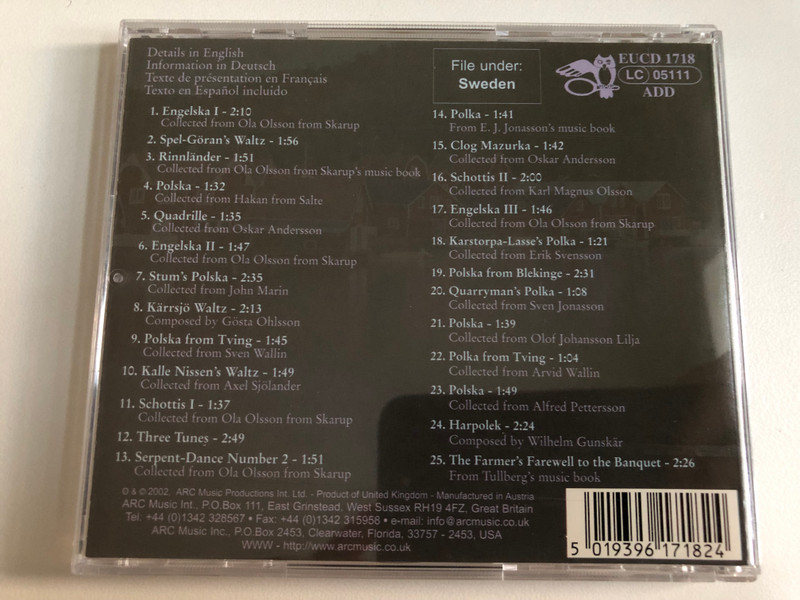 Details in English
Information in Deutsch
Texte de présentation en Français
Texto en Español incluido
File under:
Sweden
EUCD 1718
LC 05111
ADD
1. Engelska I - 2:10
Collected from Ola Olsson from Skarup
2. Spel-Göran's Waltz - 1:56
3. Rinnländer - 1:51
Collected from Ola Olsson from Skarup's music book
4. Polska - 1:32
Collected from Hakan from Salte
5. Quadrille - 1:35
Collected from Oskar Andersson
6. Engelska II - 1:47
Collected from Ola Olsson from Skarup
7. Stum's Polska - 2:35
Collected from John Marin
8. Kärrsjö Waltz - 2:13
Composed by Gösta Ohlsson
9. Polska from Tving - 1:45
Collected from Sven Wallin
10. Kalle Nissen's Waltz - 1:49
Collected from Axel Sjölander
11. Schottis I - 1:37
Collected from Ola Olsson from Skarup
12. Three Tunes - 2:49
13. Serpent-Dance Number 2 - 1:51
Collected from Ola Olsson from Skarup
14. Polka - 1:41
From E. J. Jonasson's music book
15. Clog Mazurka - 1:42
Collected from Oskar Andersson
16. Schottis II - 2:00
Collected from Karl Magnus Olsson
17. Engelska III - 1:46
Collected from Ola Olsson from Skarup
18. Karstorpa-Lasse's Polka - 1:21
Collected from Erik Svensson
19. Polska from Blekinge - 2:31
20. Quarryman's Polka - 1:08
Collected from Sven Jonasson
21. Polska - 1:39
Collected from Olof Johansson Lilja
22. Polka from Tving - 1:04
Collected from Arvid Wallin
23. Polska - 1:49
Collected from Alfred Pettersson
24. Harpolek - 2:24
Composed by Wilhelm Gunskär
25. The Farmer's Farewell to the Banquet - 2:26
From Tullberg's music book
℗ & © 2002, ARC Music Productions Int. Ltd. - Product of United Kingdom - Manufactured in Austria
ARC Music Int., P.O.Box 111, East Grinstead, West Sussex RH19 4FZ, Great Britain
Tel: +44 (0)1342 328567 • Fax: +44 (0)1342 315958 • e-mail: info@arcmusic.co.uk
ARC Music Inc., P.O.Box 2453, Clearwater, Florida, 33757 - 2453, USA
WWW - http://www.arcmusic.co.uk
5 019396 171824